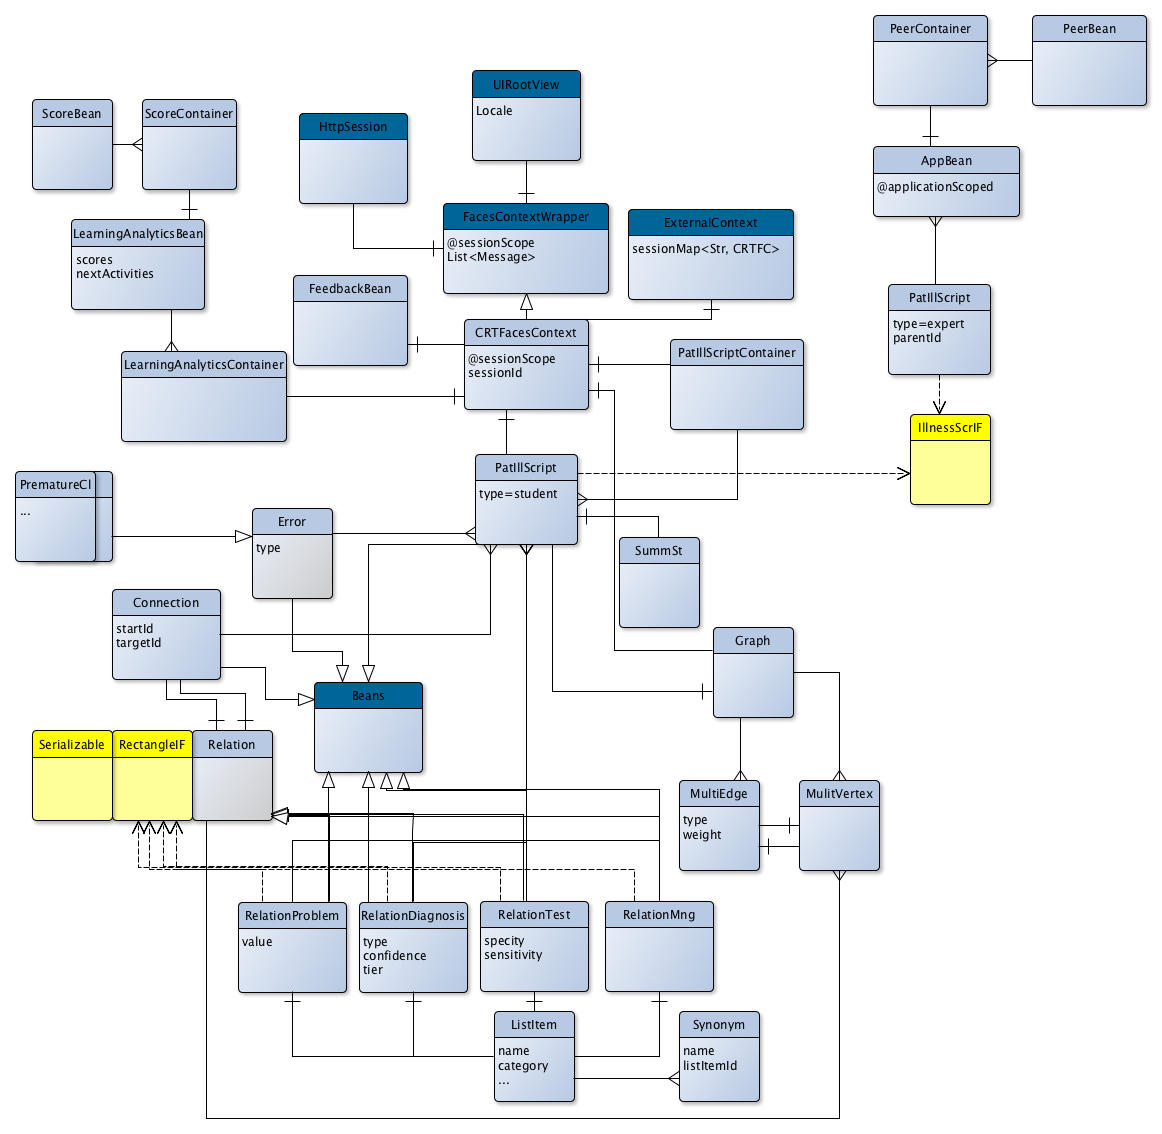 PeerContainer
PeerBean
UIRootView
Locale
ScoreBean
ScoreContainer
HttpSession
AppBean
@applicationScoped
FacesContextWrapper
@sessionScope
List<Message>
ExternalContext
sessionMap<Str, CRTFC>
LearningAnalyticsBean
scores
nextActivities
FeedbackBean
PatIllScript
type=expert
parentId
CRTFacesContext
@sessionScope
sessionId
PatIllScriptContainer
LearningAnalyticsContainer
IllnessScrIF
PatIllScript
type=student
PrematureCl
...
Error
type
SummSt
Connection
startId
targetId
Graph
Beans
Serializable
RectangleIF
Relation
MultiEdge
type
weight
MulitVertex
RelationProblem
value
RelationDiagnosis
type
confidence
tier
RelationTest
specity
sensitivity
RelationMng
ListItem
name
category
...
Synonym
name
listItemId